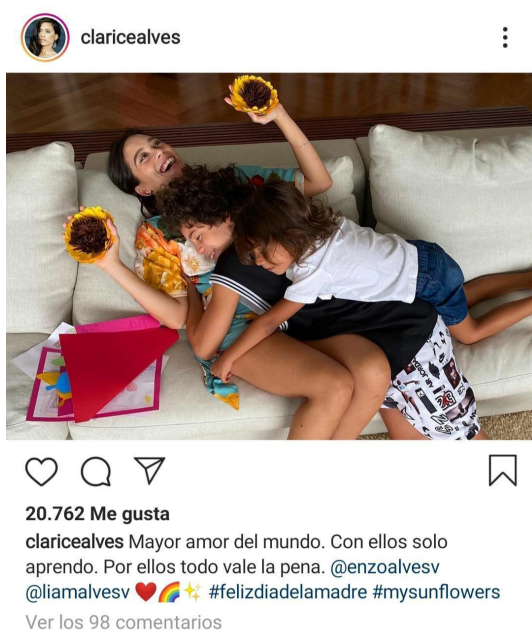 claricealves
20.762 Me gusta
claricealves Mayor amor del mundo. Con ellos solo
aprendo. Por ellos todo vale la pena. @enzoalvesv
@liamalvesv ❤️🌈✨ #felizdiadelamadre #mysunflowers
Ver los 98 comentarios